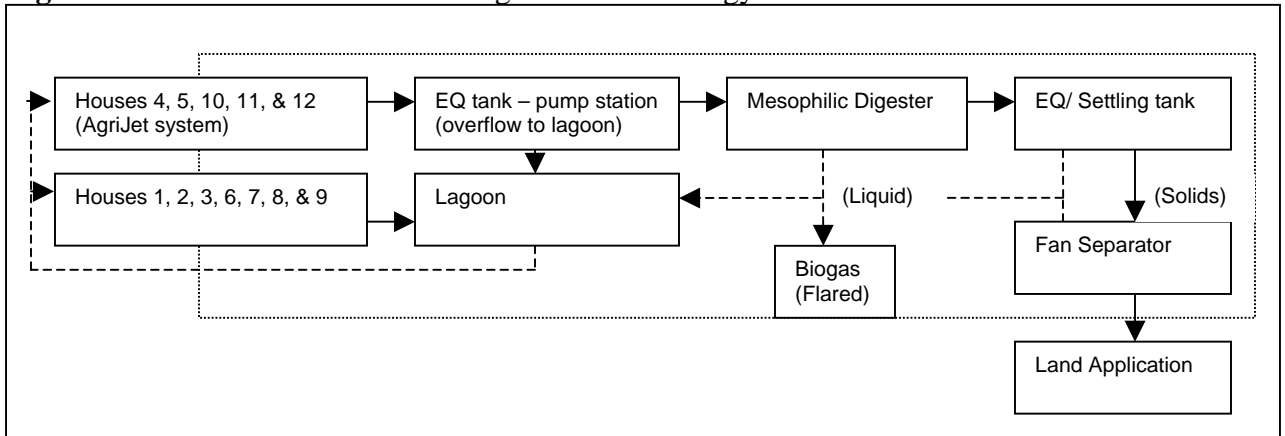 Houses 4, 5, 10, 11, & 12
(AgriJet system)
EQ tank – pump station
(overflow to lagoon)
Mesophilic Digester
EQ/ Settling tank
Houses 1, 2, 3, 6, 7, 8, & 9
Lagoon
(Liquid)
(Solids)
Fan Separator
Biogas
(Flared)
Land Application